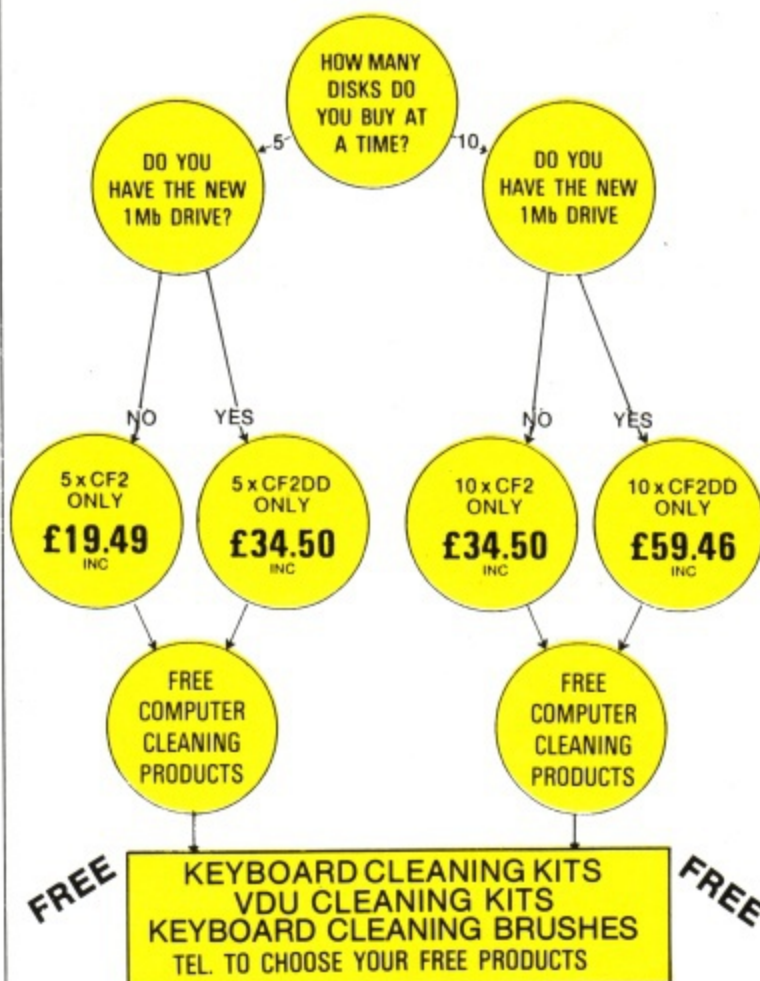 HOW MANY
DISKS DO
YOU BUY AT
A TIME?
5
10
DO YOU
HAVE THE NEW
1Mb DRIVE?
DO YOU
HAVE THE NEW
1Mb DRIVE
NO
YES
NO
YES
5 x CF2
ONLY
£19.49
INC
5 x CF2DD
ONLY
£34.50
INC
10 x CF2
ONLY
£34.50
INC
10 x CF2DD
ONLY
£59.46
INC
FREE
COMPUTER
CLEANING
PRODUCTS
FREE
COMPUTER
CLEANING
PRODUCTS
FREE
FREE
KEYBOARD CLEANING KITS
VDU CLEANING KITS
KEYBOARD CLEANING BRUSHES
TEL. TO CHOOSE YOUR FREE PRODUCTS